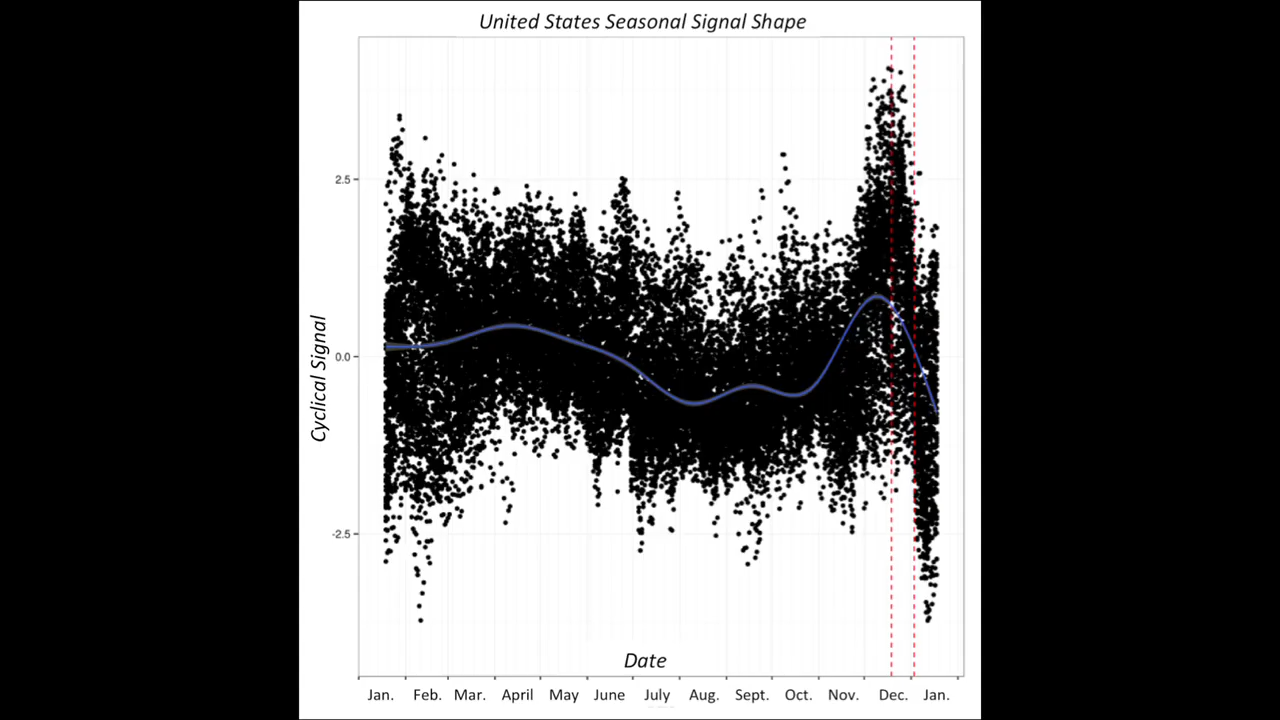 United States Seasonal Signal Shape
2.5
0.0
-2.5
Cyclical Signal
Date
Jan. Feb. Mar. April May June July Aug. Sept. Oct. Nov. Dec. Jan.